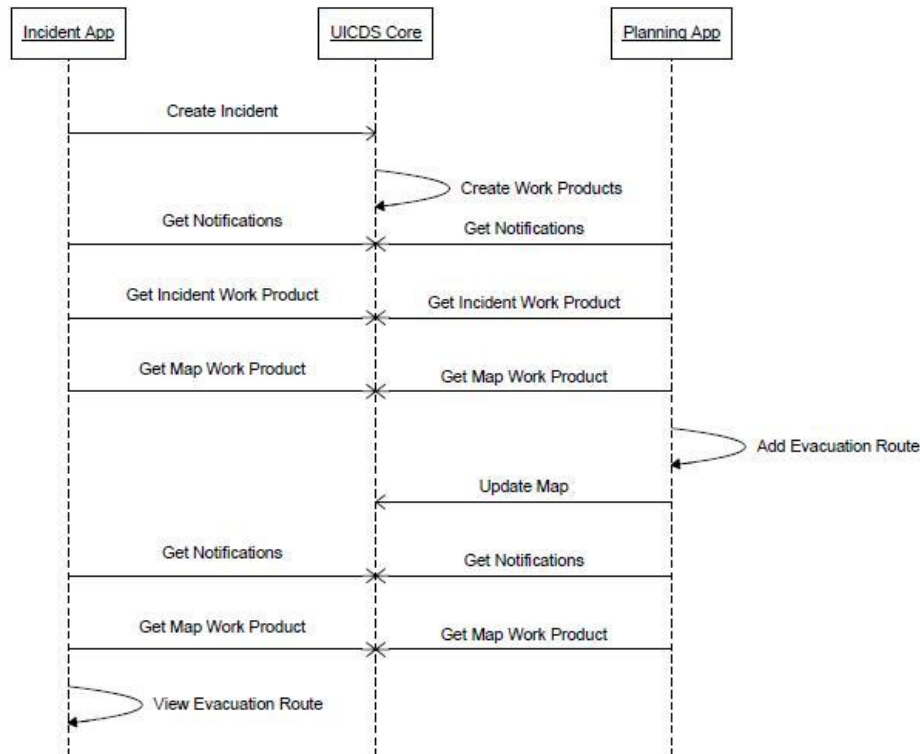 Incident App
UICDS Core
Planning App
Create Incident
Create Work Products
Get Notifications
Get Notifications
Get Incident Work Product
Get Incident Work Product
Get Map Work Product
Get Map Work Product
Add Evacuation Route
Update Map
Get Notifications
Get Notifications
Get Map Work Product
Get Map Work Product
View Evacuation Route